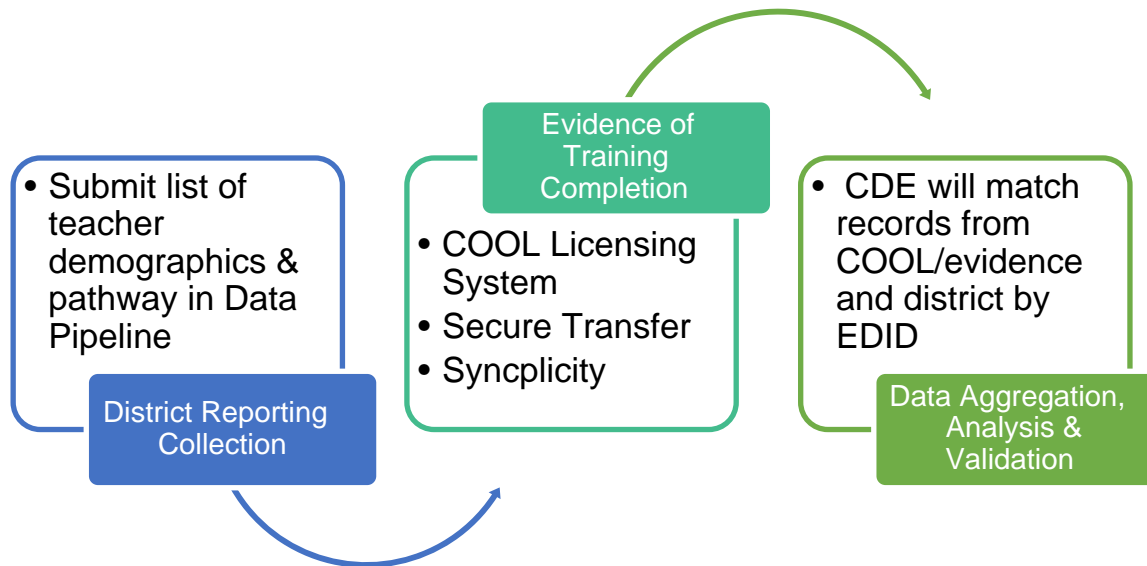 • Submit list of
teacher
demographics &
pathway in Data
Pipeline
District Reporting
Collection
Evidence of
Training
Completion
• COOL Licensing
System
• Secure Transfer
• Syncplicity
• CDE will match
records from
COOL/evidence
and district by
EDID
Data Aggregation,
Analysis &
Validation